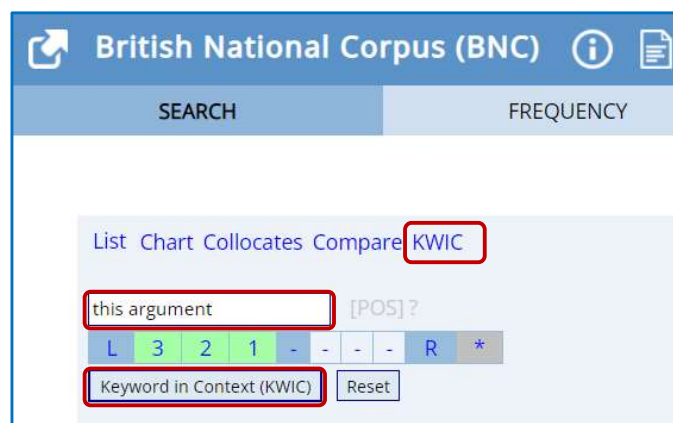 British National Corpus (BNC)
SEARCH FREQUENCY
List Chart Collocates Compare KWIC
this argument [POS] ?
L 3 2 1 - - - - R *
Keyword in Context (KWIC) Reset